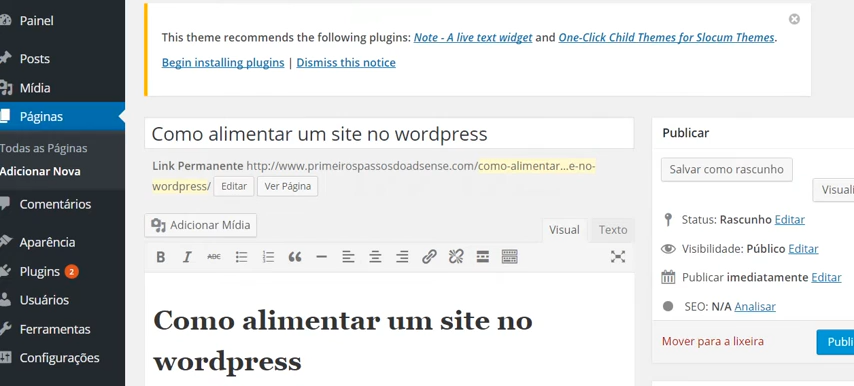 Painel
Posts
Mídia
Páginas
Todas as Páginas
Adicionar Nova
Comentários
Aparência
Plugins 2
Usuários
Ferramentas
Configurações
This theme recommends the following plugins: Note - A live text widget and One-Click Child Themes for Slocum Themes.
Begin installing plugins | Dismiss this notice
Como alimentar um site no wordpress
Link Permanente http://www.primeirospassosdoadsense.com/como-alimentar...e-no-
wordpress/ Editar Ver Página
Adicionar Mídia
Visual Texto
B I ABC
Como alimentar um site no
wordpress
Publicar
Salvar como rascunho
Visuali
Status: Rascunho Editar
Visibilidade: Público Editar
Publicar imediatamente Editar
SEO: N/A Analisar
Mover para a lixeira
Publi